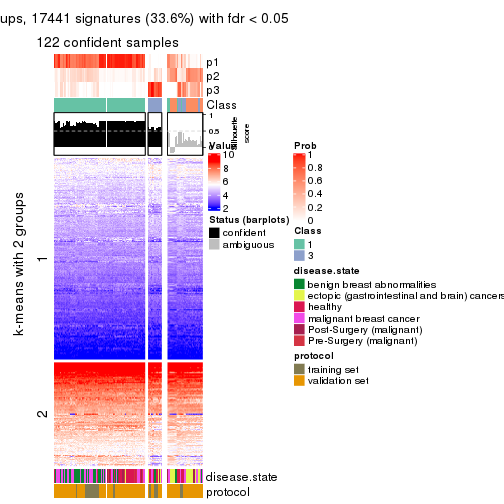 ups, 17441 signatures (33.6%) with fdr < 0.05
122 confident samples
p1
p2
p3
Class
1
0.5
0
silhouette
score
k-means with 2 groups
1
2
disease.state
protocol
Value
10
8
6
4
2
Status (barplots)
confident
ambiguous
Prob
1
0.8
0.6
0.4
0.2
0
Class
1
3
disease.state
benign breast abnormalities
ectopic (gastrointestinal and brain) cancers
healthy
malignant breast cancer
Post-Surgery (malignant)
Pre-Surgery (malignant)
protocol
training set
validation set